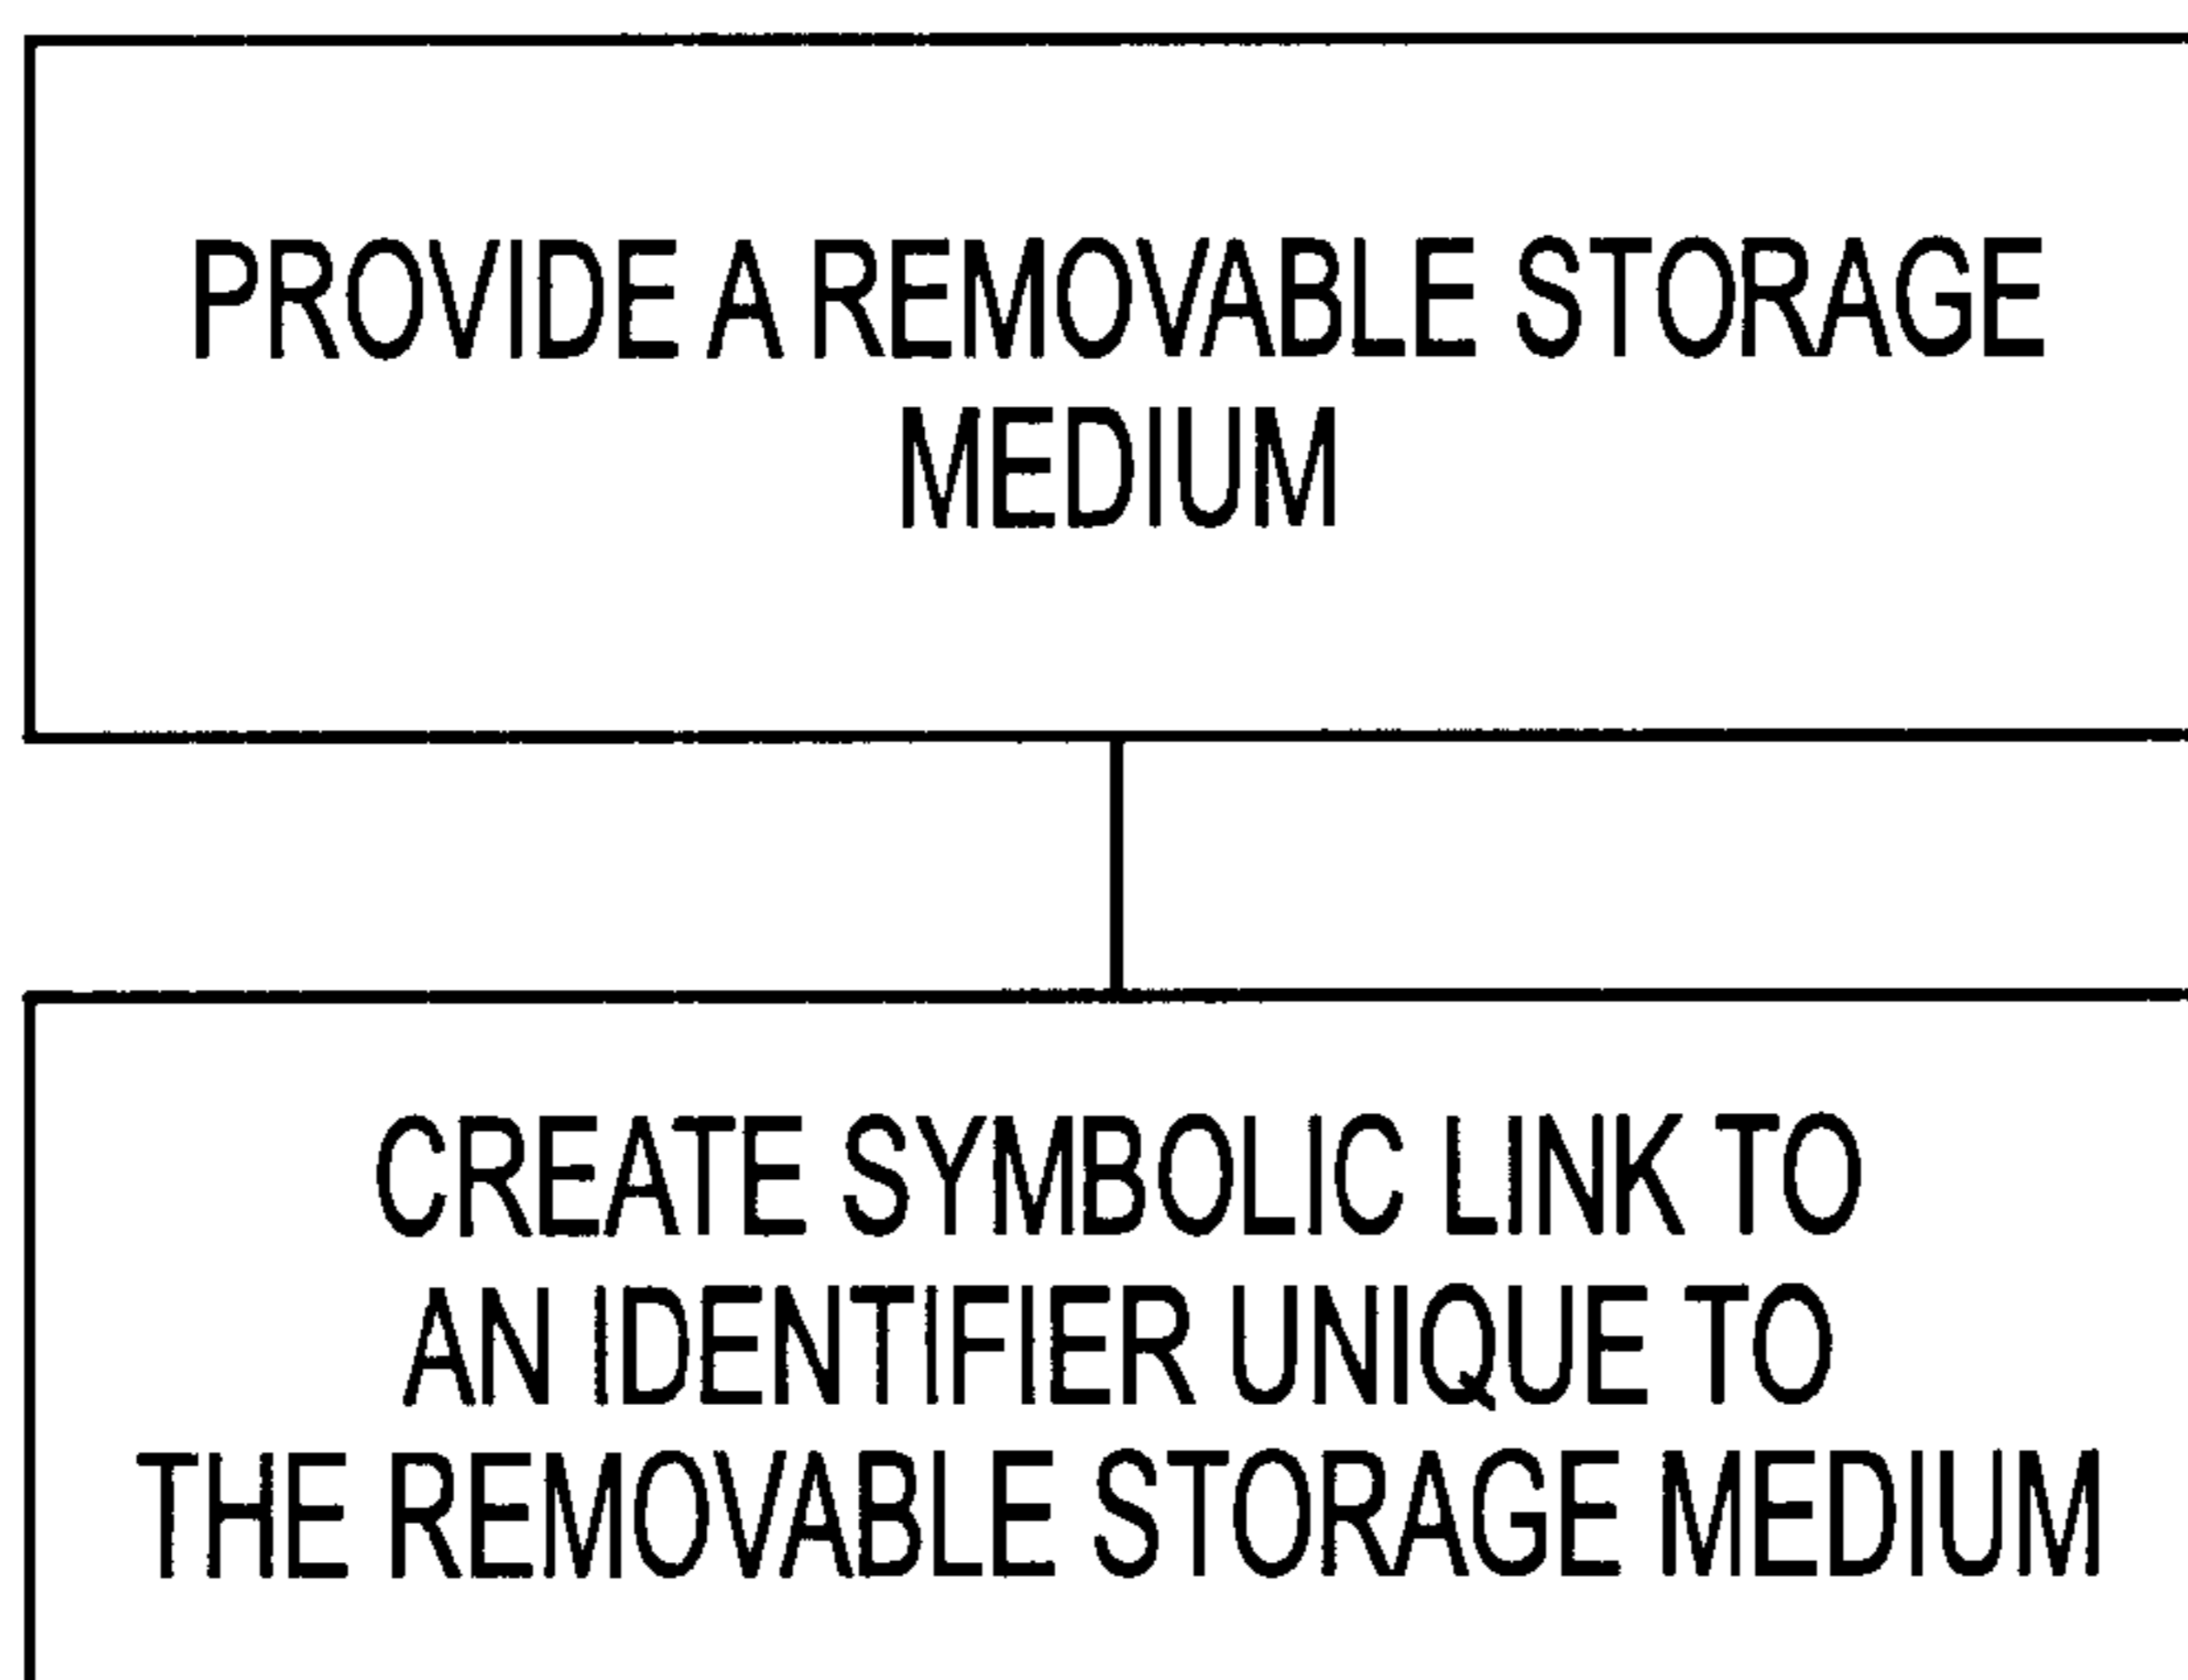 PROVIDE A REMOVABLE STORAGE
MEDIUM
CREATE SYMBOLIC LINK TO
AN IDENTIFIER UNIQUE TO
THE REMOVABLE STORAGE MEDIUM